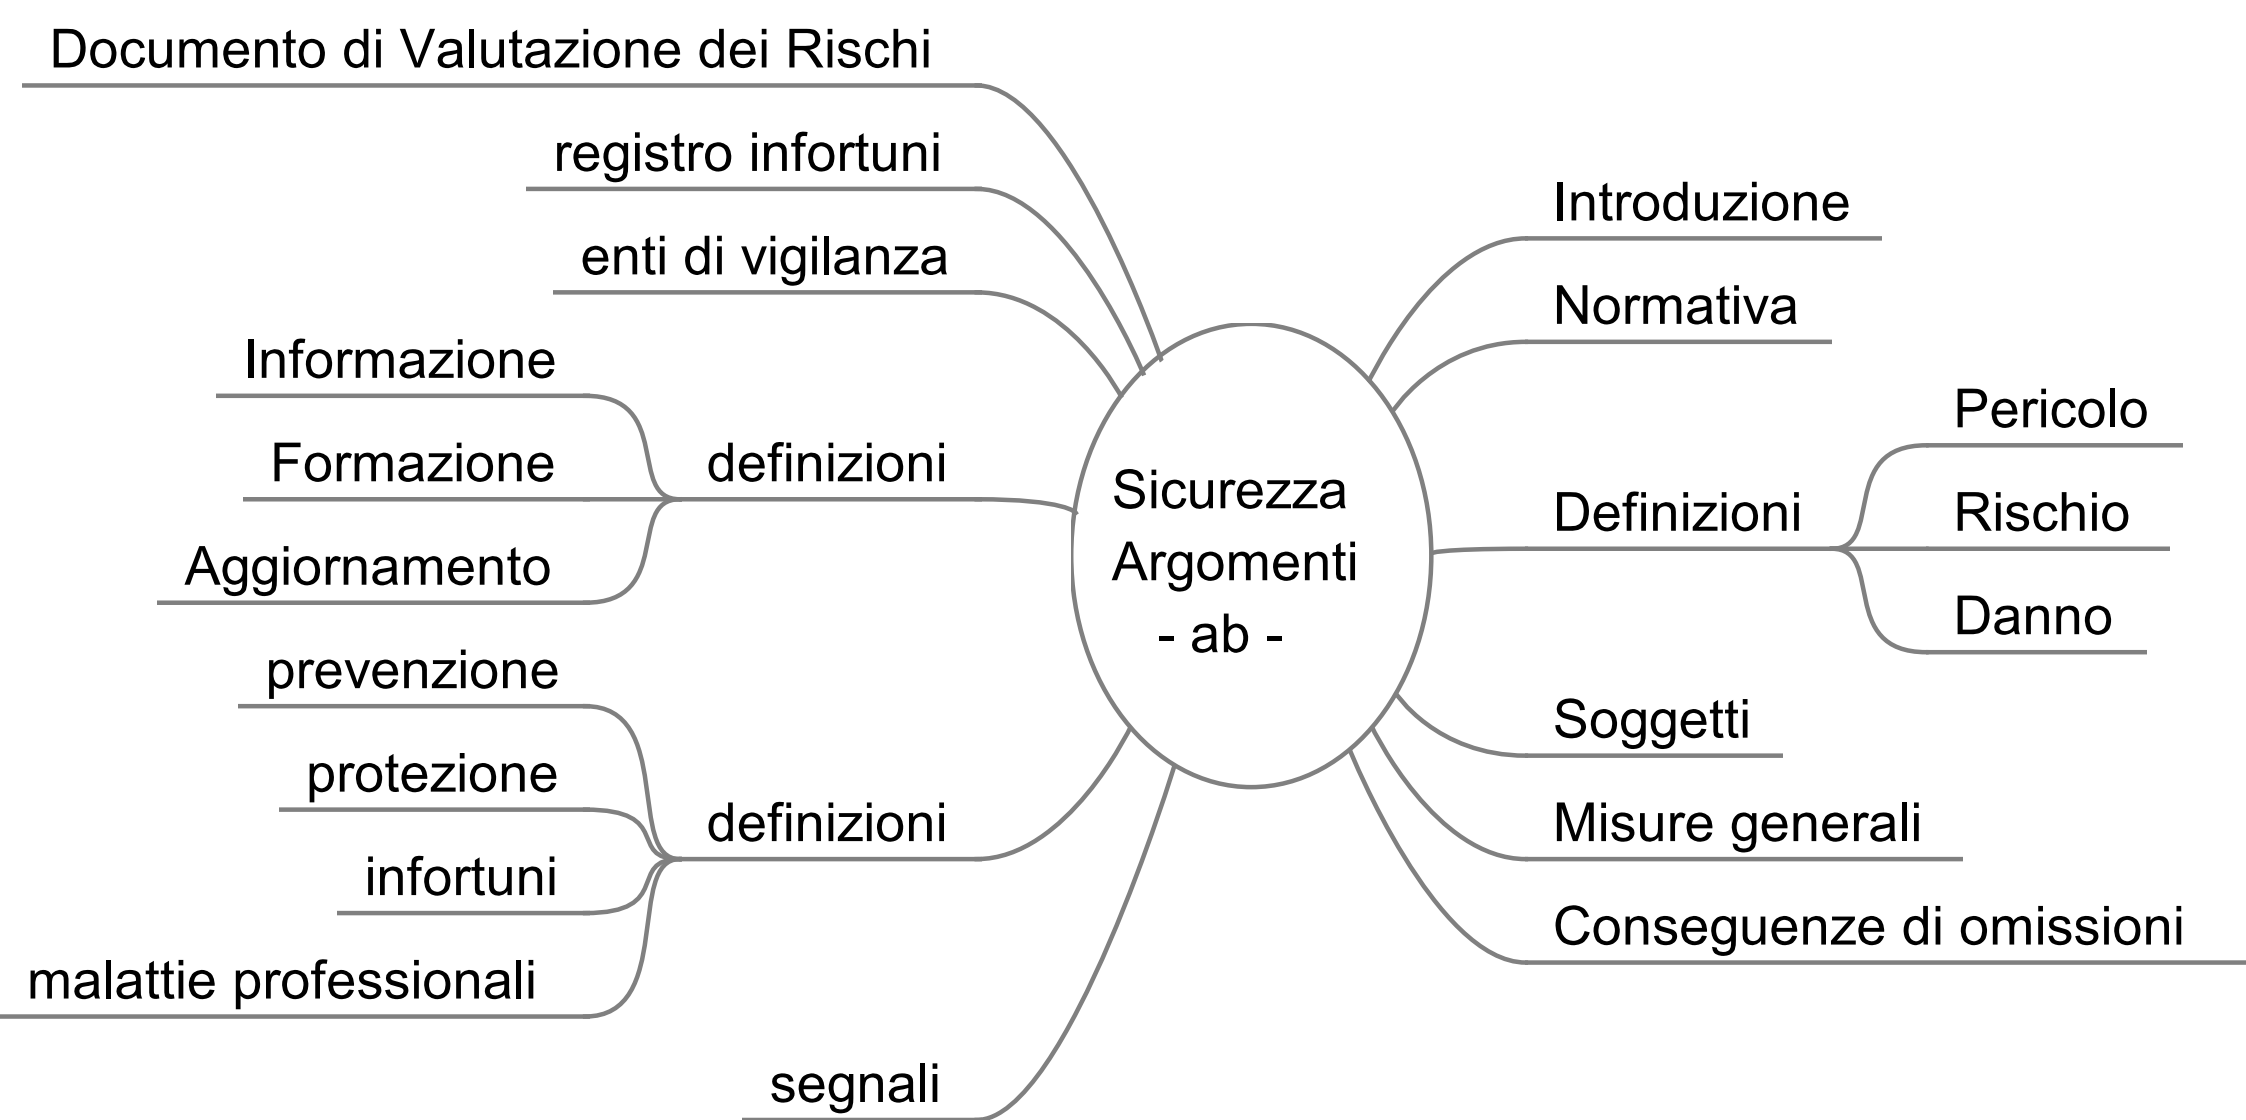 Documento di Valutazione dei Rischi
registro infortuni
enti di vigilanza
Informazione
Formazione
Aggiornamento
definizioni
prevenzione
protezione
infortuni
malattie professionali
definizioni
segnali
Sicurezza
Argomenti
- ab -
Introduzione
Normativa
Definizioni
Pericolo
Rischio
Danno
Soggetti
Misure generali
Conseguenze di omissioni